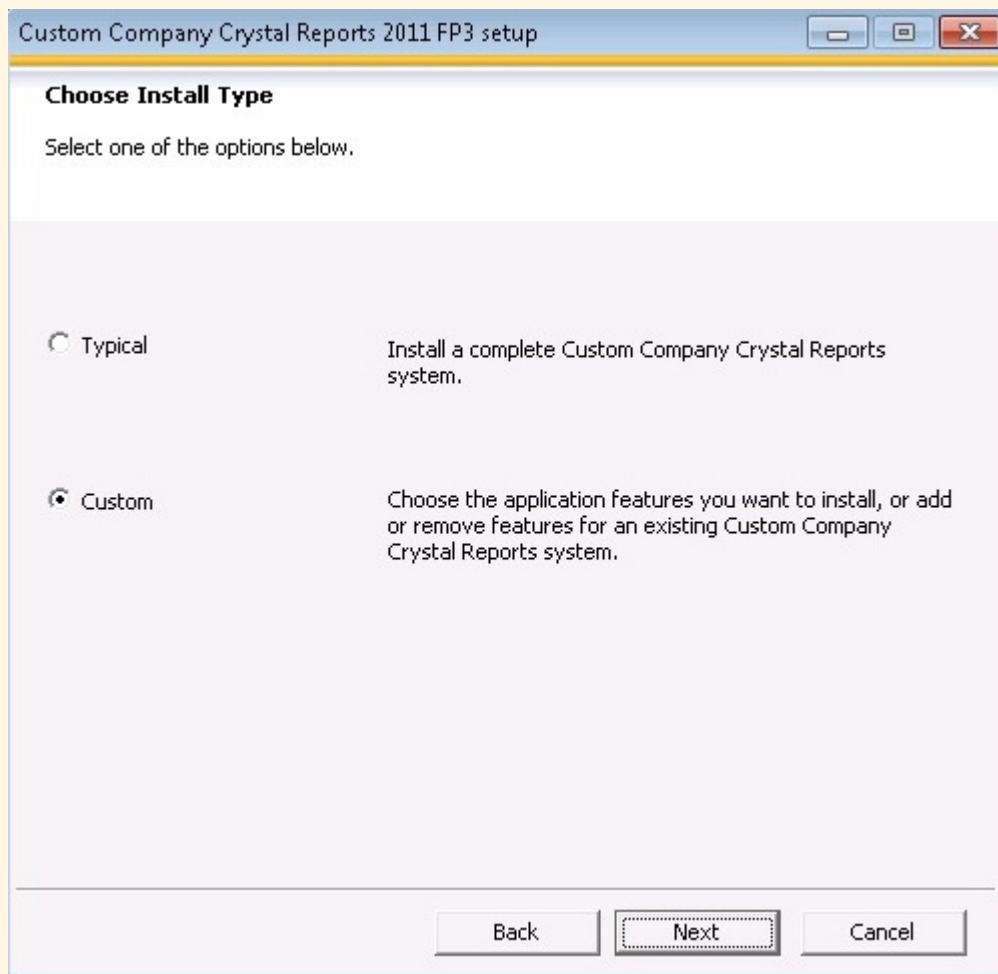 Custom Company Crystal Reports 2011 FP3 setup
Choose Install Type
Select one of the options below.
Typical
Install a complete Custom Company Crystal Reports
system.
Custom
Choose the application features you want to install, or add
or remove features for an existing Custom Company
Crystal Reports system.
Back
Next
Cancel